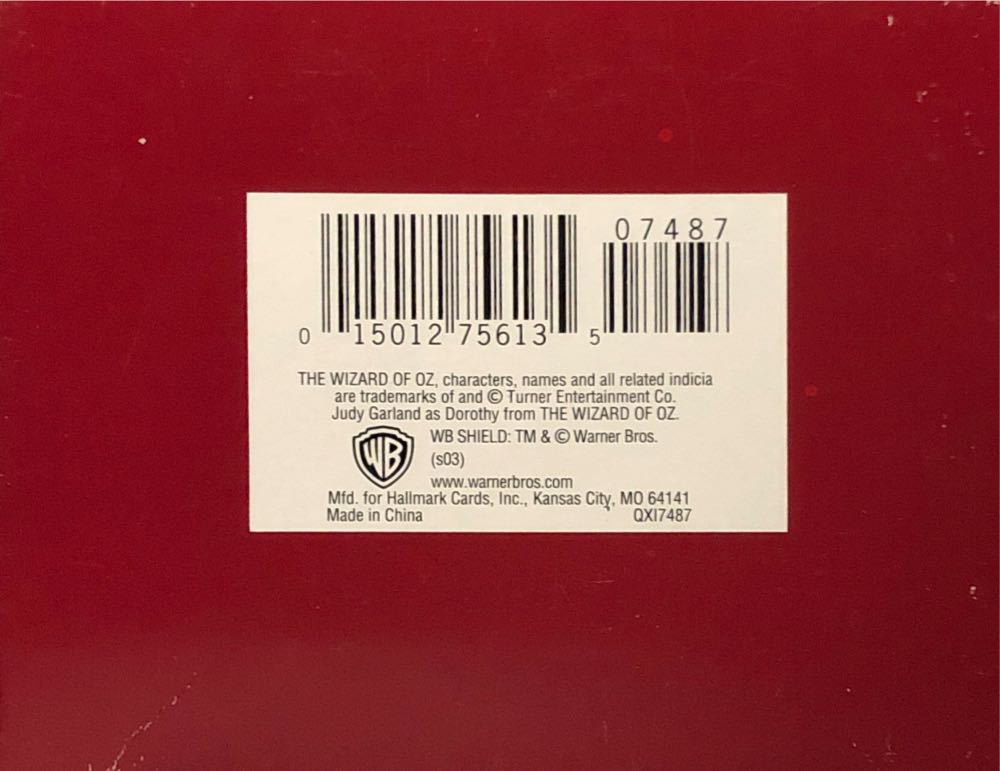 07487
0 15012 75613 5
THE WIZARD OF OZ, characters, names and all related indicia
are trademarks of and © Turner Entertainment Co.
Judy Garland as Dorothy from THE WIZARD OF OZ.
WB
WB SHIELD: TM & © Warner Bros.
(s03)
www.warnerbros.com
Mfd. for Hallmark Cards, Inc., Kansas City, MO 64141
Made in China QXI7487